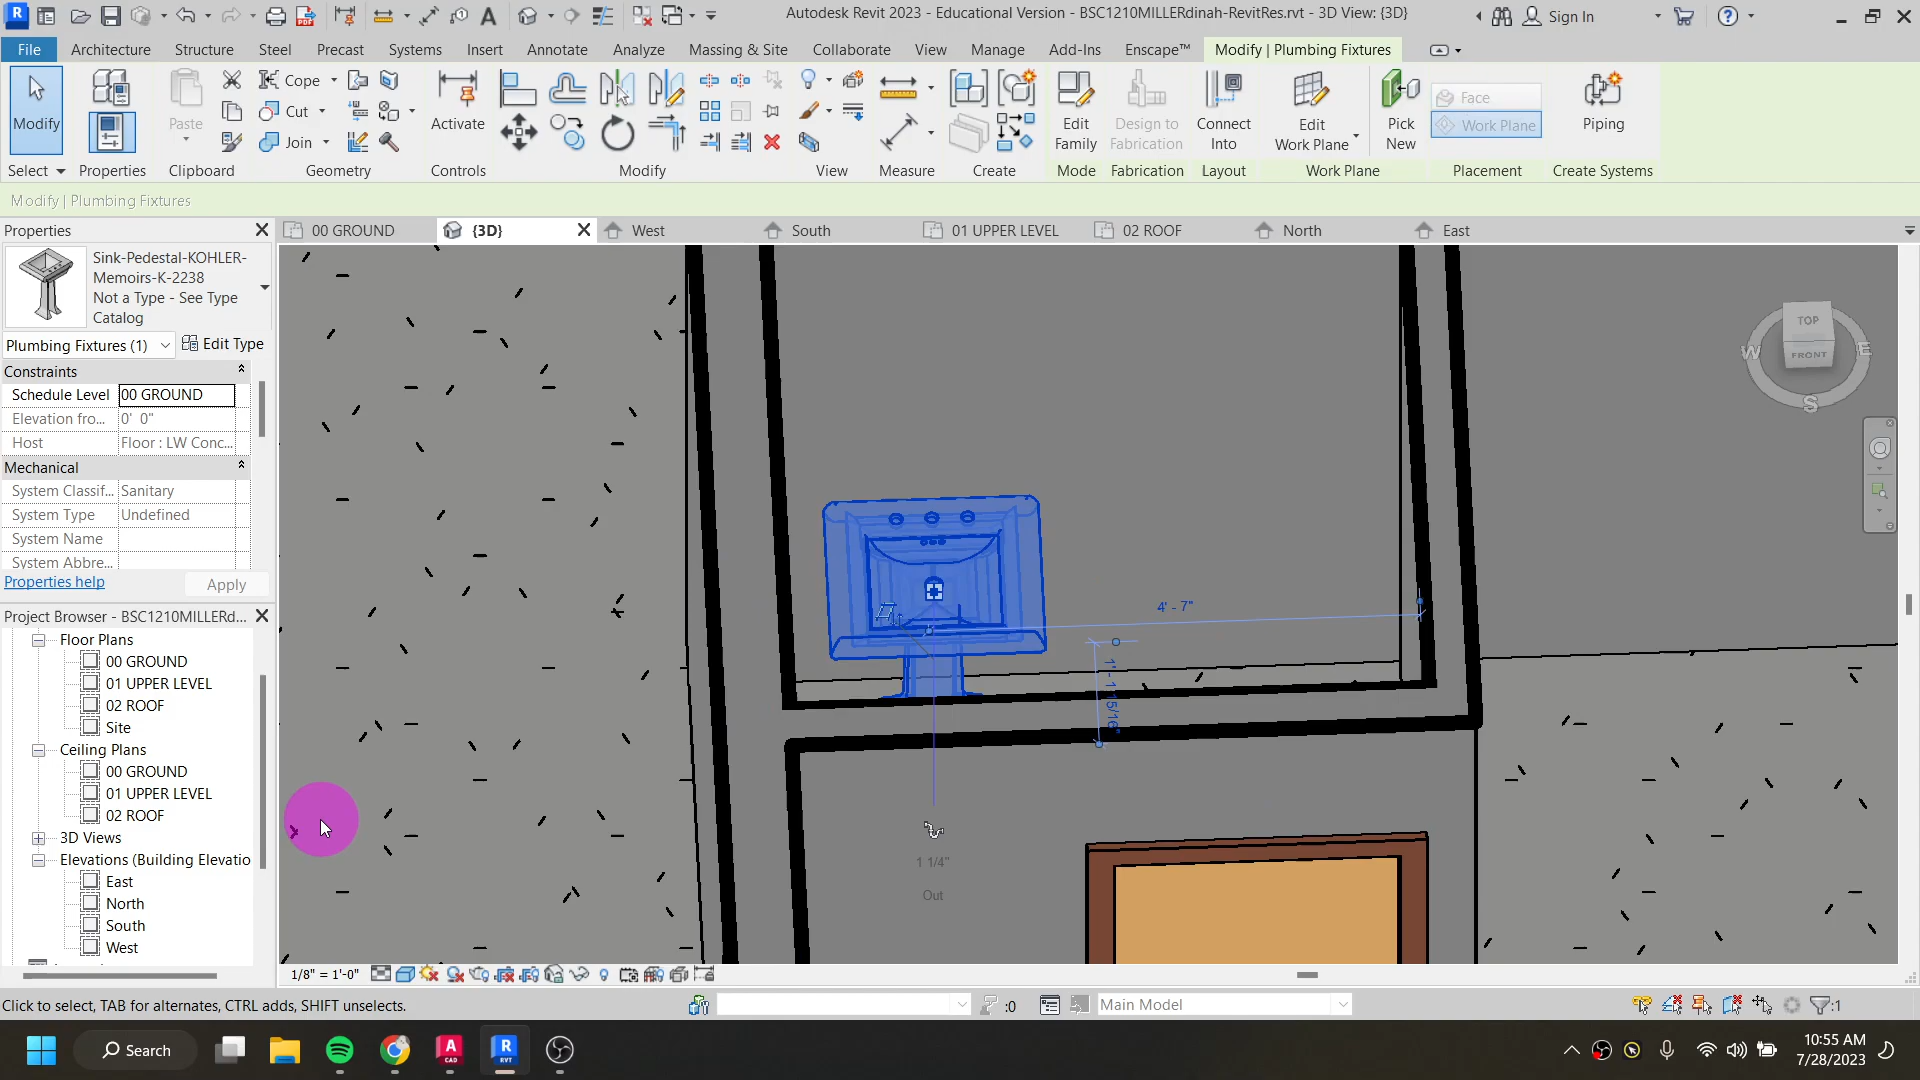 Autodesk Revit 2023 - Educational Version - BSC1210MILLERdinah-RevitRes.rvt - 3D View: {3D}
Sign In
File Architecture Structure Steel Precast Systems Insert Annotate Analyze Massing & Site Collaborate View Manage Add-Ins Enscape™ Modify | Plumbing Fixtures
Modify
Paste
Cope
Cut
Join
Activate
Edit Family
Design to Fabrication
Connect Into
Edit Work Plane
Pick New
Face
Work Plane
Piping
Select Properties Clipboard Geometry Controls Modify View Measure Create Mode Fabrication Layout Work Plane Placement Create Systems
Modify | Plumbing Fixtures
Properties
00 GROUND {3D} West South 01 UPPER LEVEL 02 ROOF North East
Sink-Pedestal-KOHLER-
Memoirs-K-2238
Not a Type - See Type
Catalog
Plumbing Fixtures (1) Edit Type
Constraints
Schedule Level 00 GROUND
Elevation fro... 0' 0"
Host Floor : LW Conc...
Mechanical
System Classif... Sanitary
System Type Undefined
System Name
System Abbre...
Properties help Apply
Project Browser - BSC1210MILLERd...
Floor Plans
00 GROUND
01 UPPER LEVEL
02 ROOF
Site
Ceiling Plans
00 GROUND
01 UPPER LEVEL
02 ROOF
3D Views
Elevations (Building Elevatio
East
North
South
West
TOP
FRONT
W
E
S
4' - 7"
1' - 1 15/16"
1 1/4"
Out
1/8" = 1'-0"
Click to select, TAB for alternates, CTRL adds, SHIFT unselects.
:0
Main Model
:1
Search
10:55 AM
7/28/2023